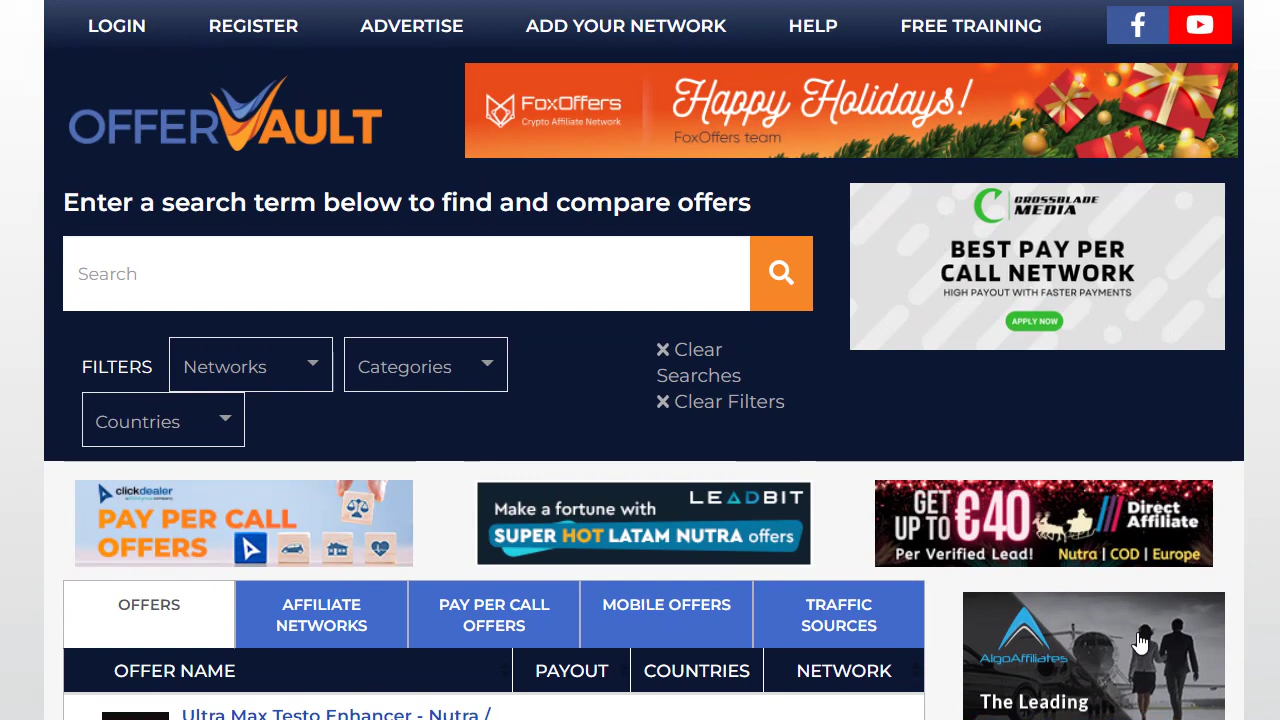 LOGIN
REGISTER
ADVERTISE
ADD YOUR NETWORK
HELP
FREE TRAINING
OFFERVAULT
FoxOffers
Crypto Affiliate Network
Happy Holidays!
FoxOffers team
Enter a search term below to find and compare offers
Search
CROSSBLADE
MEDIA
BEST PAY PER
CALL NETWORK
HIGH PAYOUT WITH FASTER PAYMENTS
APPLY NOW
FILTERS
Networks
Categories
Countries
Clear
Searches
Clear Filters
clickdealer
PAY PER CALL
OFFERS
LEADBIT
Make a fortune with
SUPER HOT LATAM NUTRA offers
GET
UP TO €40
Per Verified Lead!
Direct
Affiliate
Nutra | COD | Europe
OFFERS
AFFILIATE
NETWORKS
PAY PER CALL
OFFERS
MOBILE OFFERS
TRAFFIC
SOURCES
OFFER NAME
PAYOUT
COUNTRIES
NETWORK
Ultra Max Testo Enhancer - Nutra /
AlgoAffiliates
The Leading